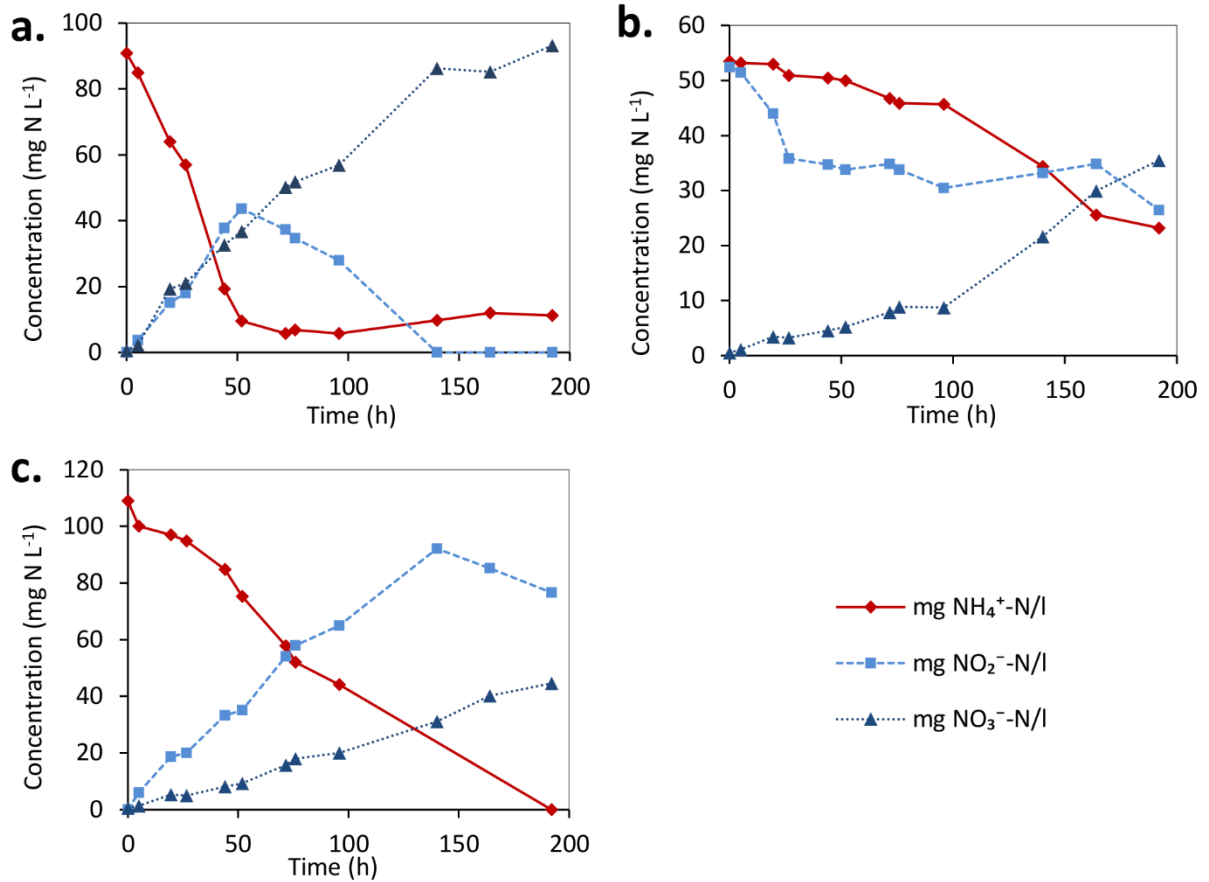 a.
Concentration (mg N L⁻¹)
100
80
60
40
20
0
0 50 100 150 200
Time (h)
b.
Concentration (mg N L⁻¹)
60
50
40
30
20
10
0
0 50 100 150 200
Time (h)
c.
Concentration (mg N L⁻¹)
120
100
80
60
40
20
0
0 50 100 150 200
Time (h)
mg NH₄⁺-N/l
mg NO₂⁻-N/l
mg NO₃⁻-N/l